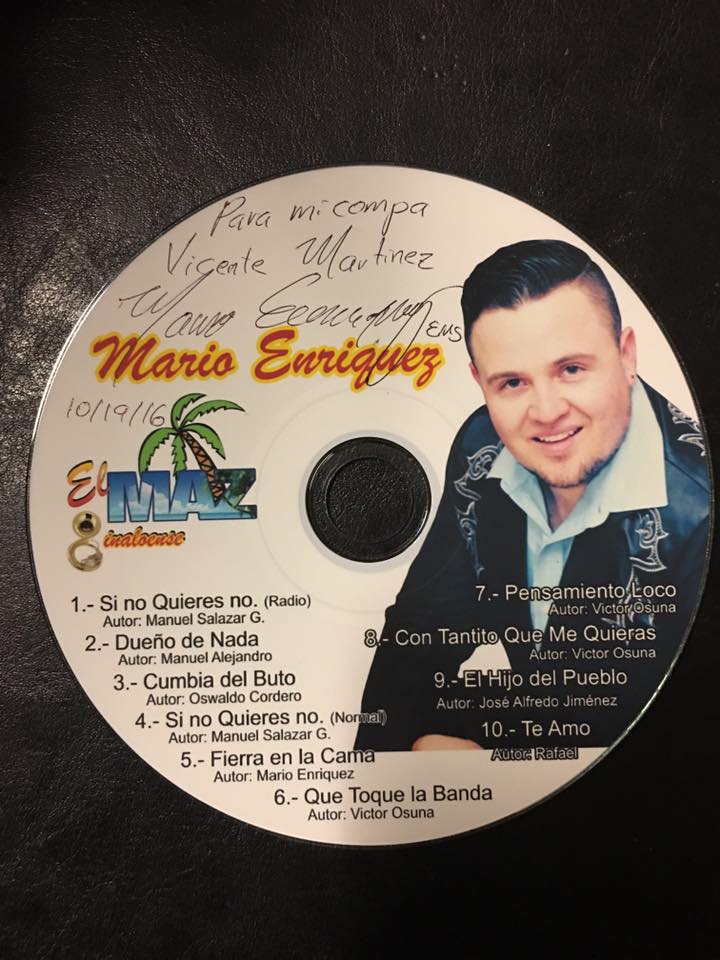 Para mi compa
Vicente Martinez
Mario Enriquez EMS
Mario Enriquez
10/19/16
El MAZ
Sinaloense
1.- Si no Quieres no. (Radio)
Autor: Manuel Salazar G.
2.- Dueño de Nada
Autor: Manuel Alejandro
3.- Cumbia del Buto
Autor: Oswaldo Cordero
4.- Si no Quieres no. (Normal)
Autor: Manuel Salazar G.
5.- Fierra en la Cama
Autor: Mario Enriquez
6.- Que Toque la Banda
Autor: Victor Osuna
7.- Pensamiento Loco
Autor: Victor Osuna
8.- Con Tantito Que Me Quieras
Autor: Victor Osuna
9.- El Hijo del Pueblo
Autor: José Alfredo Jiménez
10.- Te Amo
Autor: Rafael